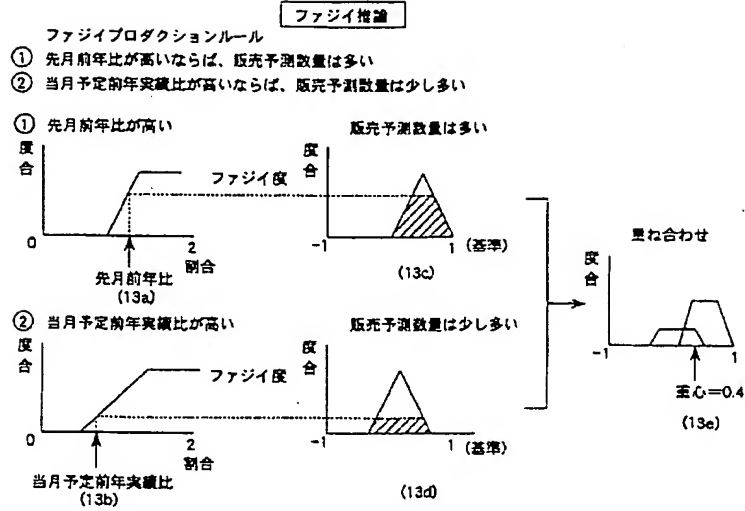 ファジイ推論
ファジイプロダクションルール
① 先月前年比が高いならば、販売予測数量は多い
② 当月予定前年実績比が高いならば、販売予測数量は少し多い
① 先月前年比が高い
販売予測数量は多い
度合
ファジイ度
度合
0
2
割合
-1
1
(基準)
先月前年比
(13a)
(13c)
重ね合わせ
度合
-1
1
重心=0.4
(13e)
② 当月予定前年実績比が高い
販売予測数量は少し多い
度合
ファジイ度
度合
0
2
割合
-1
1
(基準)
当月予定前年実績比
(13b)
(13d)